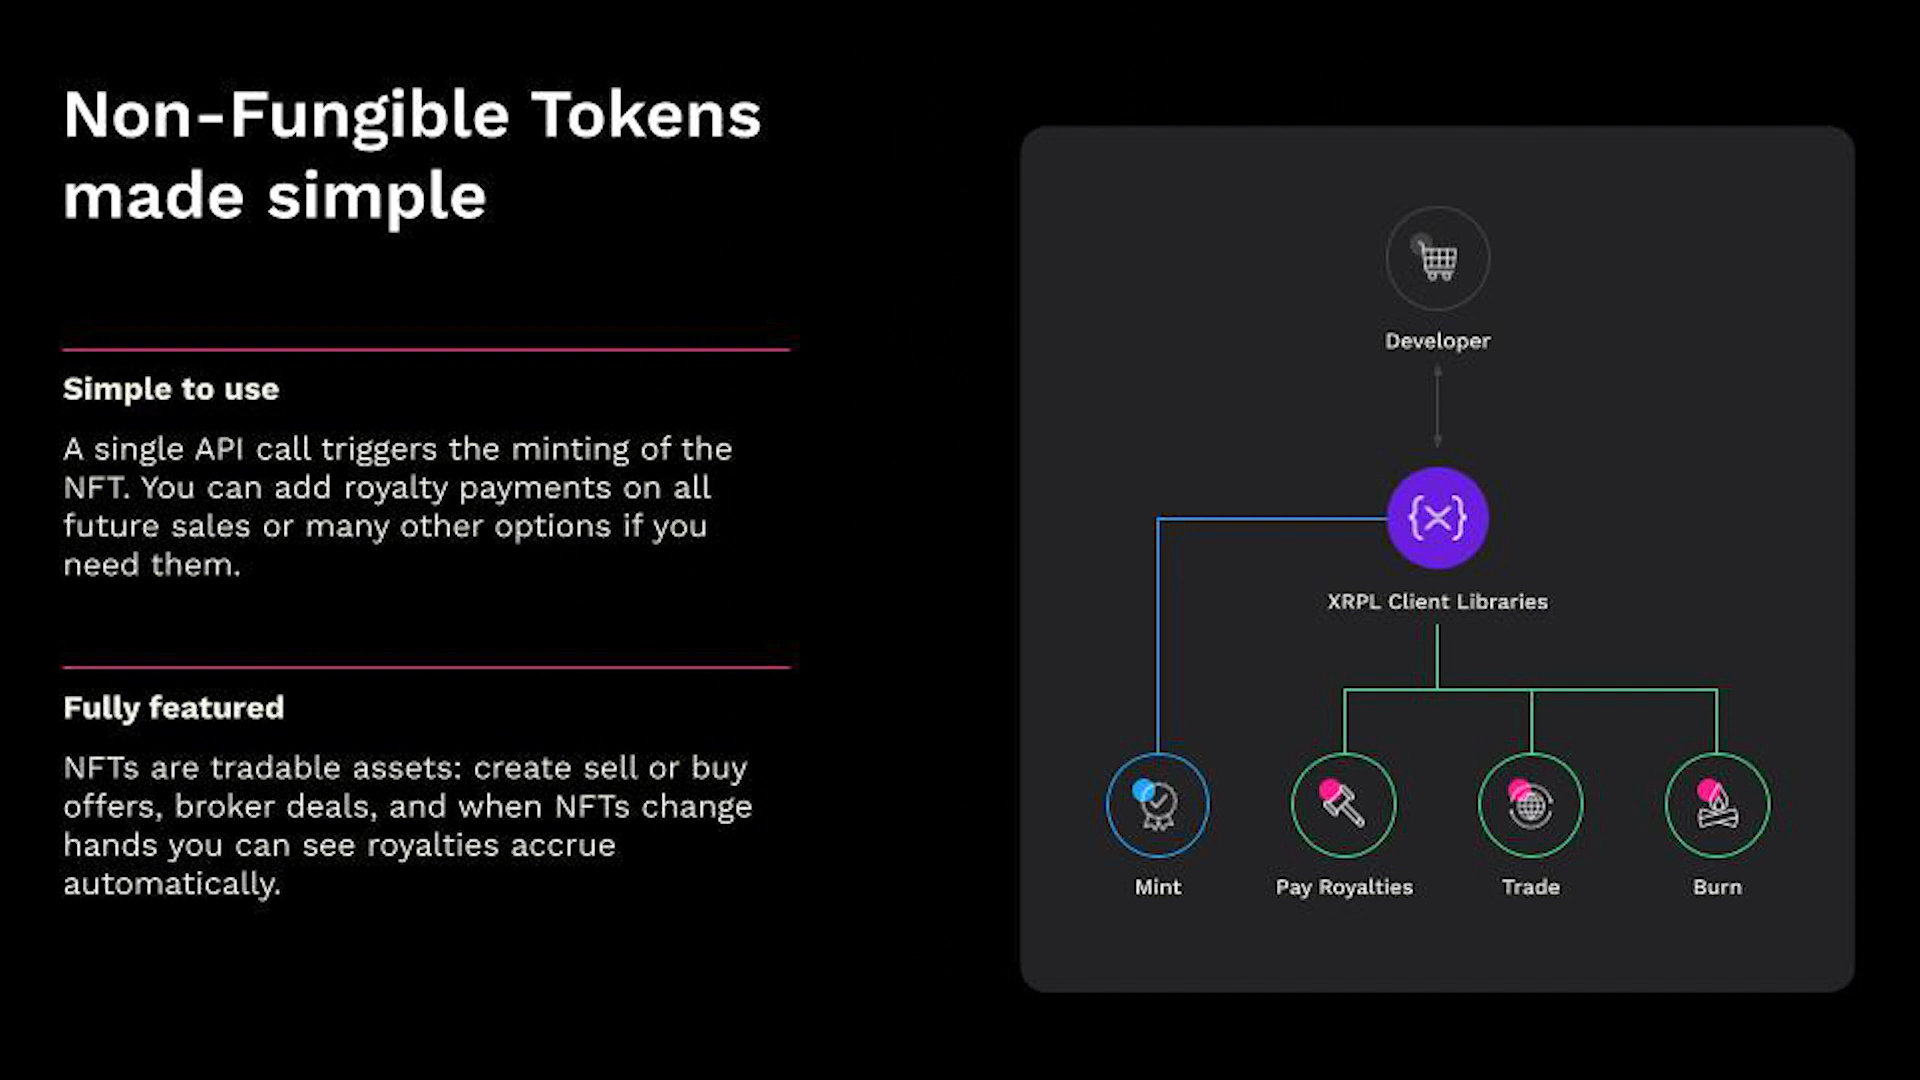 Non-Fungible Tokens
made simple
Simple to use
A single API call triggers the minting of the
NFT. You can add royalty payments on all
future sales or many other options if you
need them.
Fully featured
NFTs are tradable assets: create sell or buy
offers, broker deals, and when NFTs change
hands you can see royalties accrue
automatically.
Developer
{X}
XRPL Client Libraries
Mint
Pay Royalties
Trade
Burn